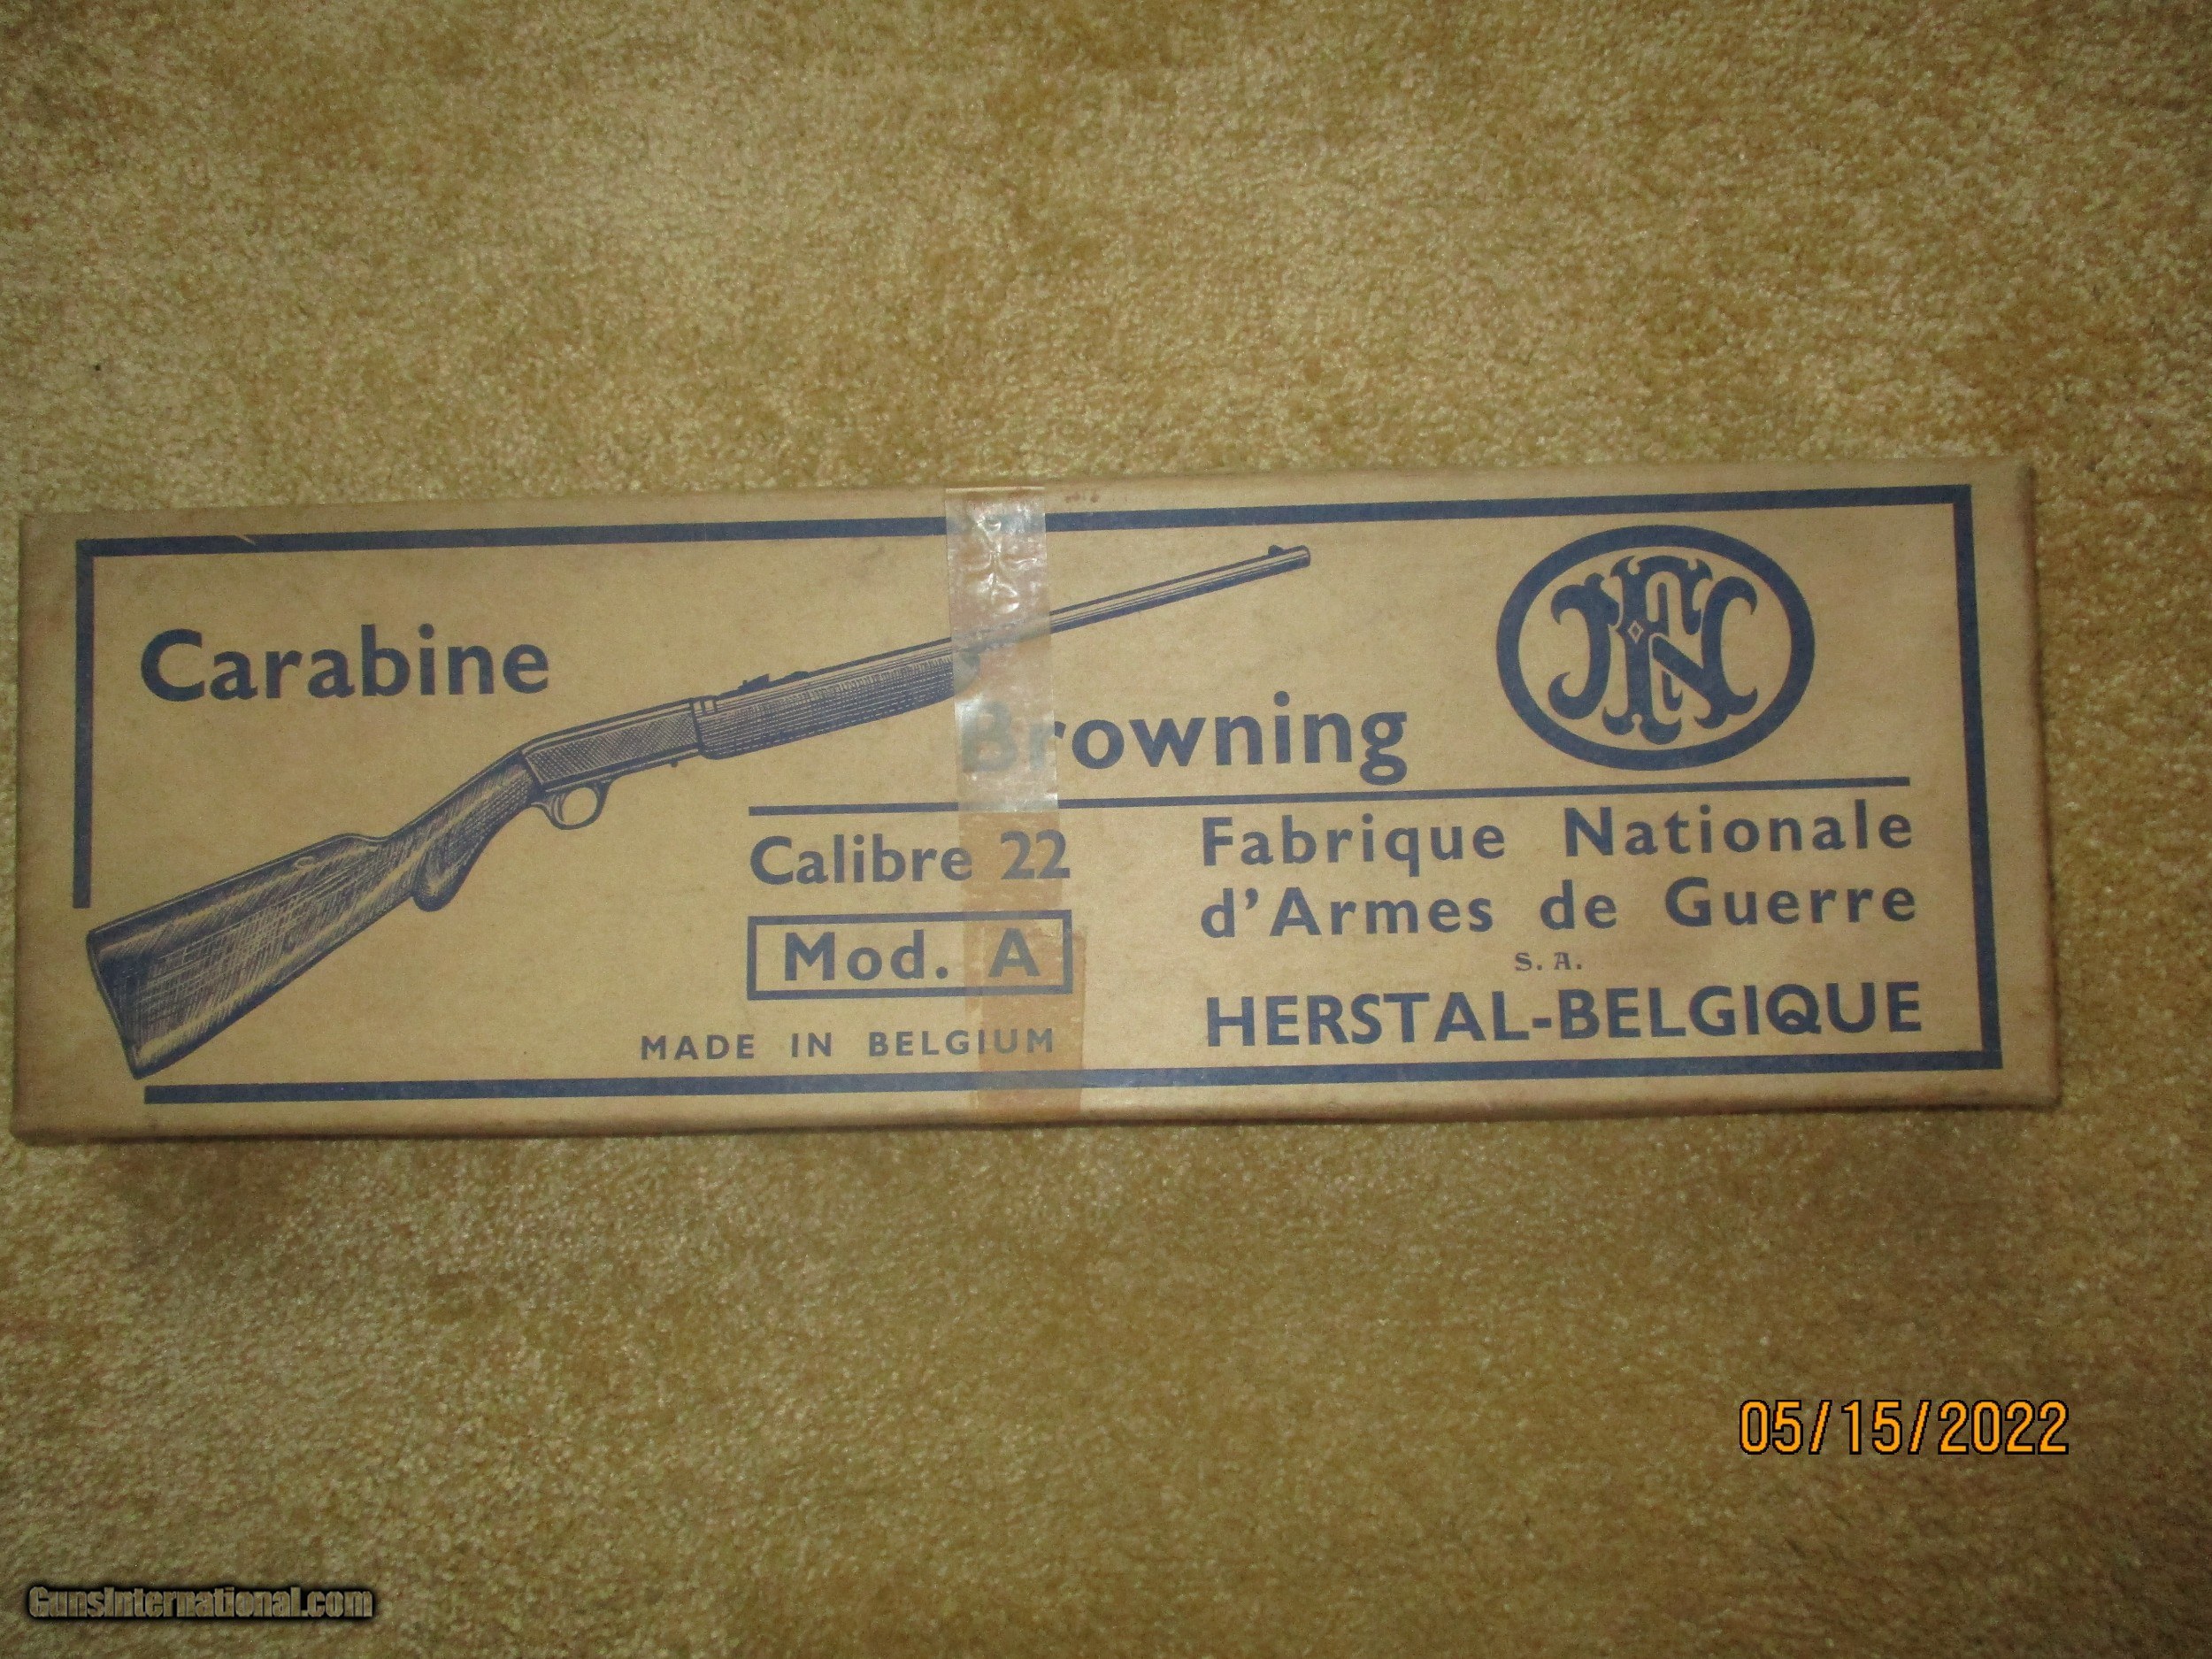 Carabine
Browning
FN
Calibre 22
Mod. A
MADE IN BELGIUM
Fabrique Nationale
d'Armes de Guerre
S. A.
HERSTAL-BELGIQUE
05/15/2022
GunsInternational.com